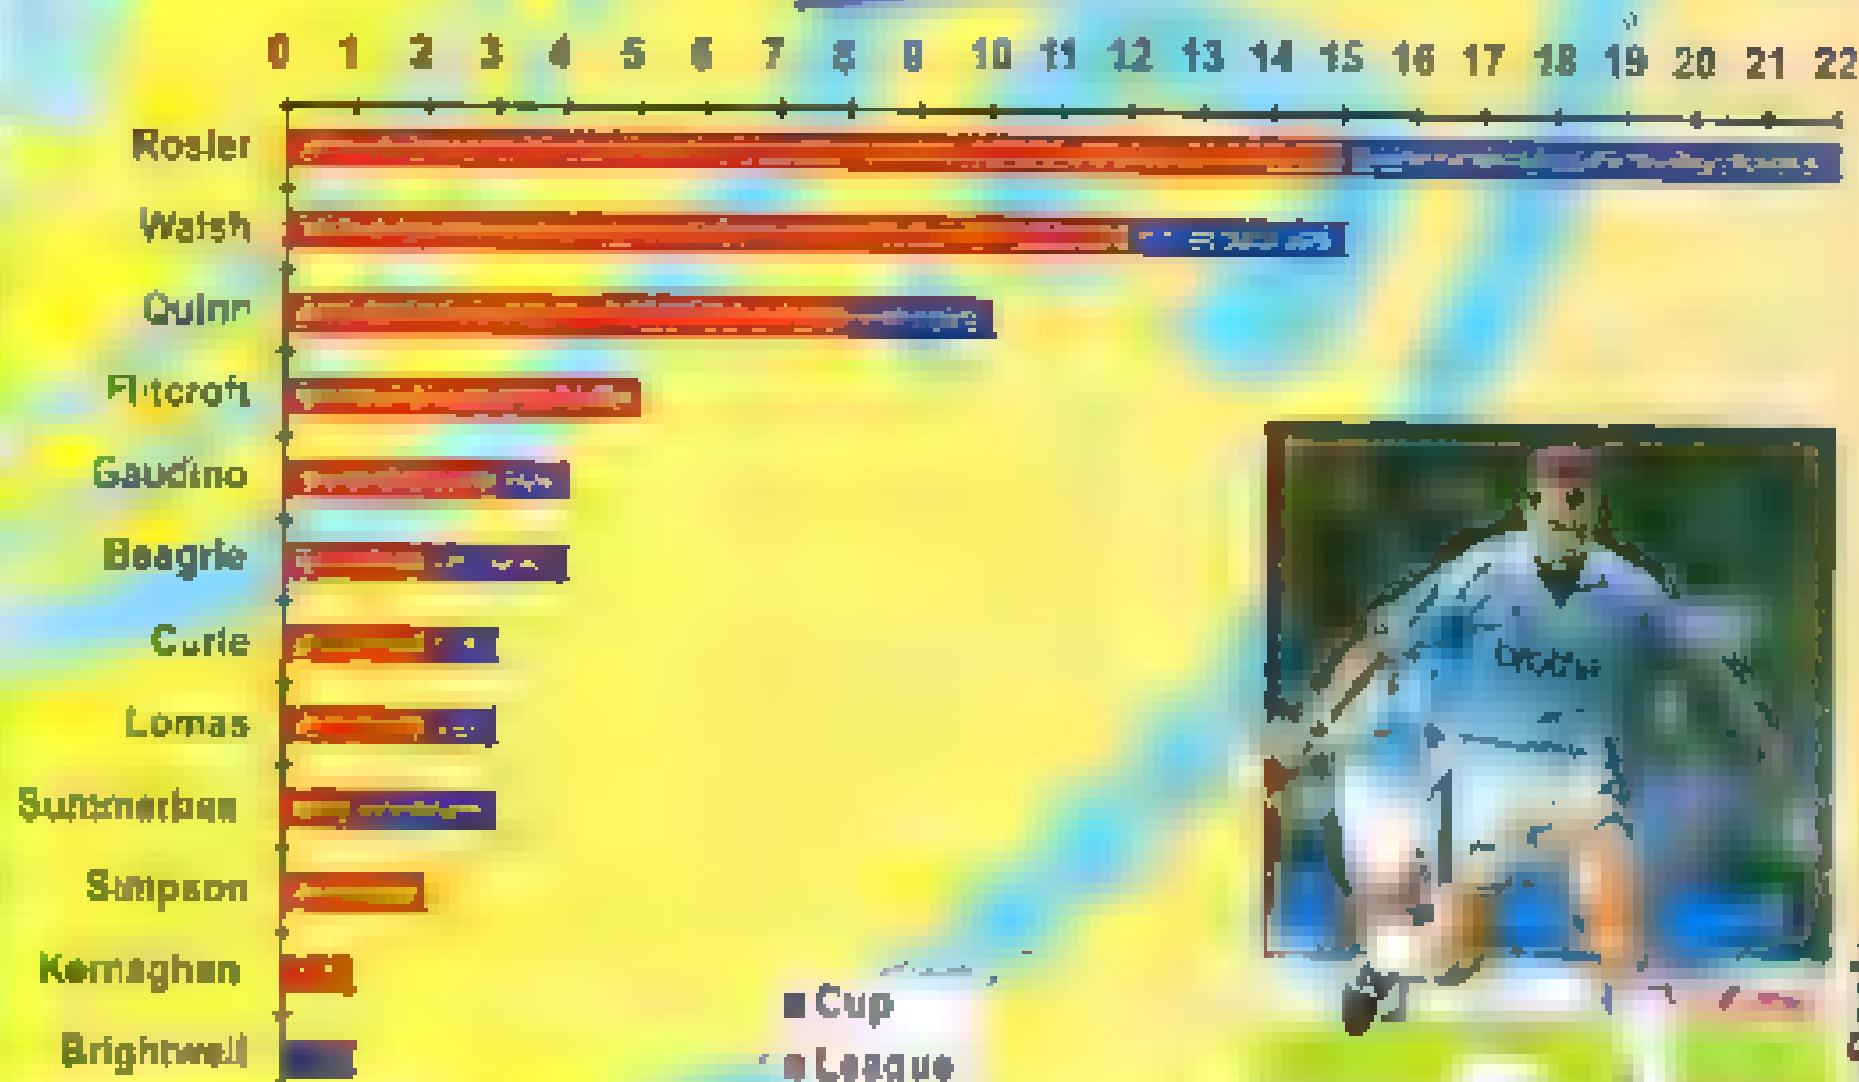 0 1 2 3 4 5 6 7 8 9 10 11 12 13 14 15 16 17 18 19 20 21 22
Rosler
Walsh
Quinn
Flitcroft
Gaudino
Beagrie
Curle
Lomas
Summerbee
Simpson
Kernaghan
Brightwell
brother
Cup
League